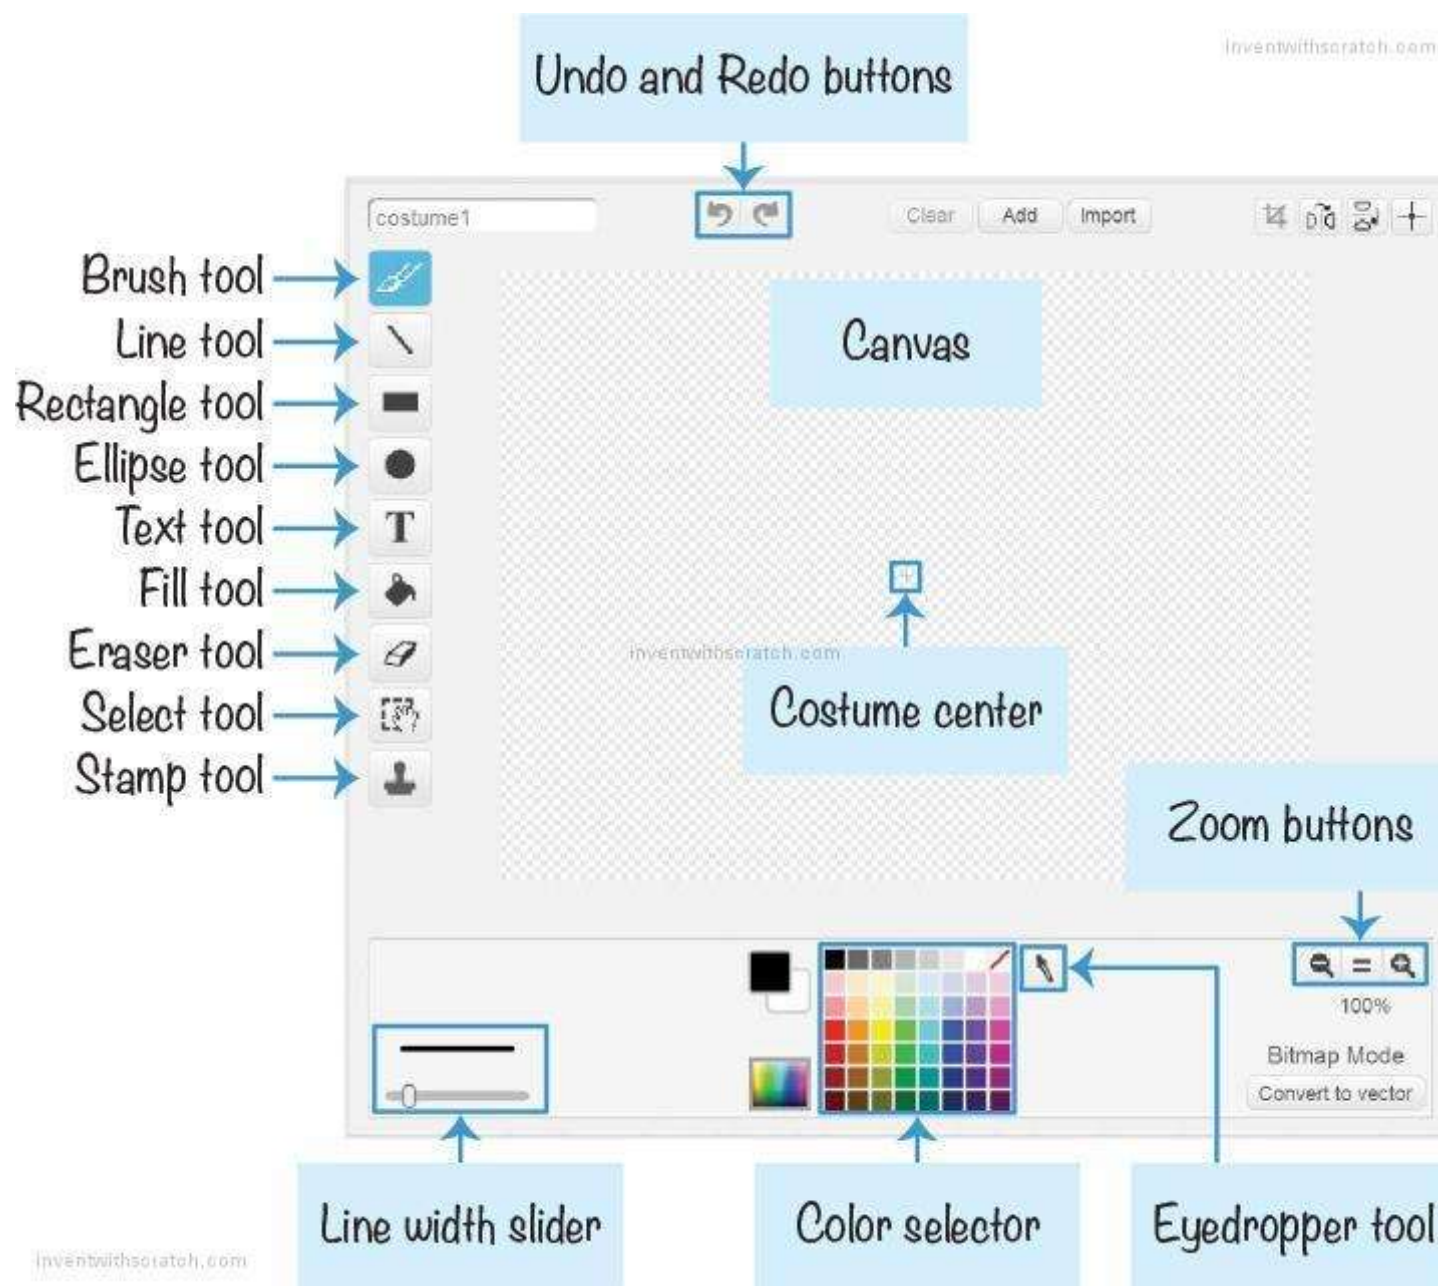 inventwithscratch.com
Undo and Redo buttons
costume1
Clear Add Import
Brush tool
Line tool
Canvas
Rectangle tool
Ellipse tool
Text tool
T
Fill tool
inventwithscratch.com
Eraser tool
Select tool
Costume center
Stamp tool
Zoom buttons
100%
Bitmap Mode
Convert to vector
Line width slider
Color selector
Eyedropper tool
inventwithscratch.com